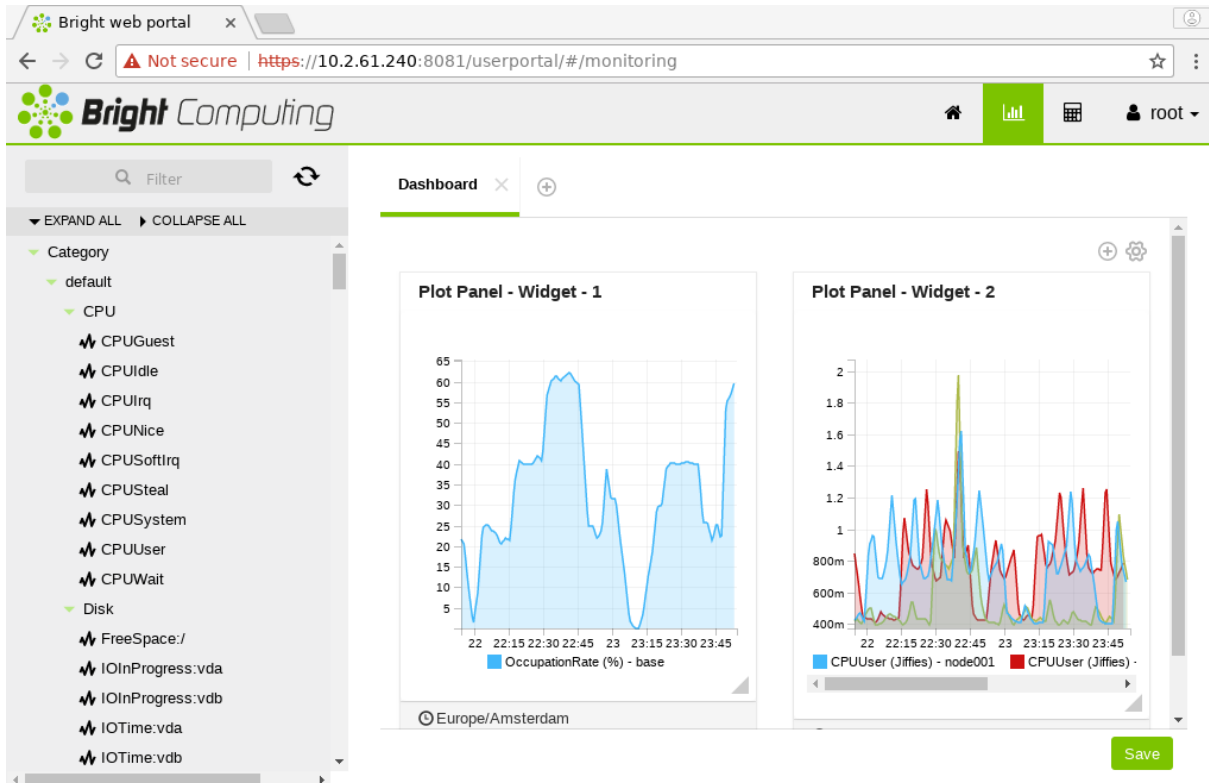 Bright web portal
Not secure https://10.2.61.240:8081/userportal/#/monitoring
Bright Computing
root
Filter
EXPAND ALL COLLAPSE ALL
Category
default
CPU
CPUGuest
CPUIdle
CPUIrq
CPUNice
CPUSoftIrq
CPUSteal
CPUSystem
CPUUser
CPUWait
Disk
FreeSpace:/
IOInProgress:vda
IOInProgress:vdb
IOTime:vda
IOTime:vdb
Dashboard
Plot Panel - Widget - 1
65
60
55
50
45
40
35
30
25
20
15
10
5
22 22:15 22:30 22:45 23 23:15 23:30 23:45
OccupationRate (%) - base
Europe/Amsterdam
Plot Panel - Widget - 2
2
1.8
1.6
1.4
1.2
1
800m
600m
400m
22 22:15 22:30 22:45 23 23:15 23:30 23:45
CPUUser (Jiffies) - node001 CPUUser (Jiffies) -
Save